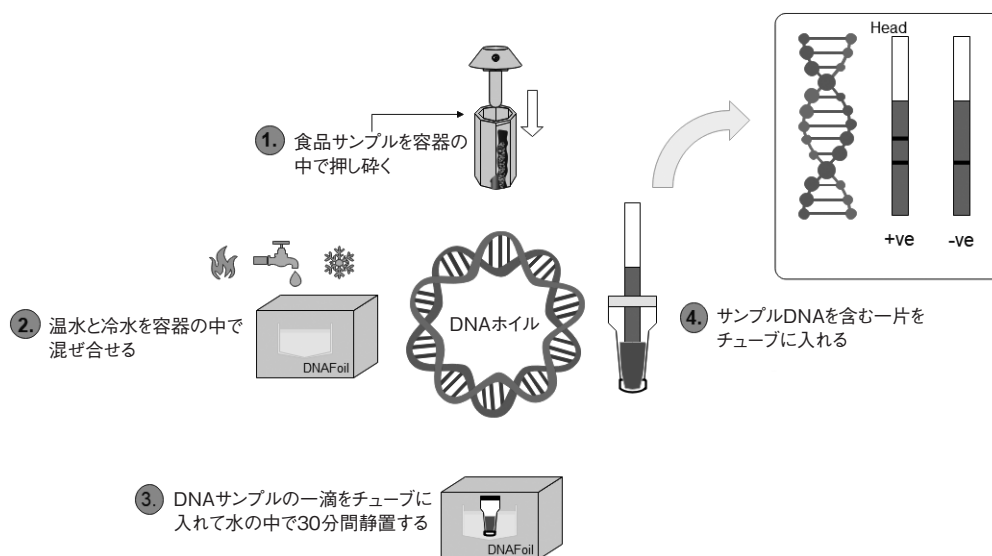 1. 食品サンプルを容器の
中で押し砕く
2. 温水と冷水を容器の中で
混ぜ合せる
DNAFoil
DNAホイル
3. DNAサンプルの一滴をチューブに
入れて水の中で30分間静置する
DNAFoil
4. サンプルDNAを含む一片を
チューブに入れる
Head
+ve -ve